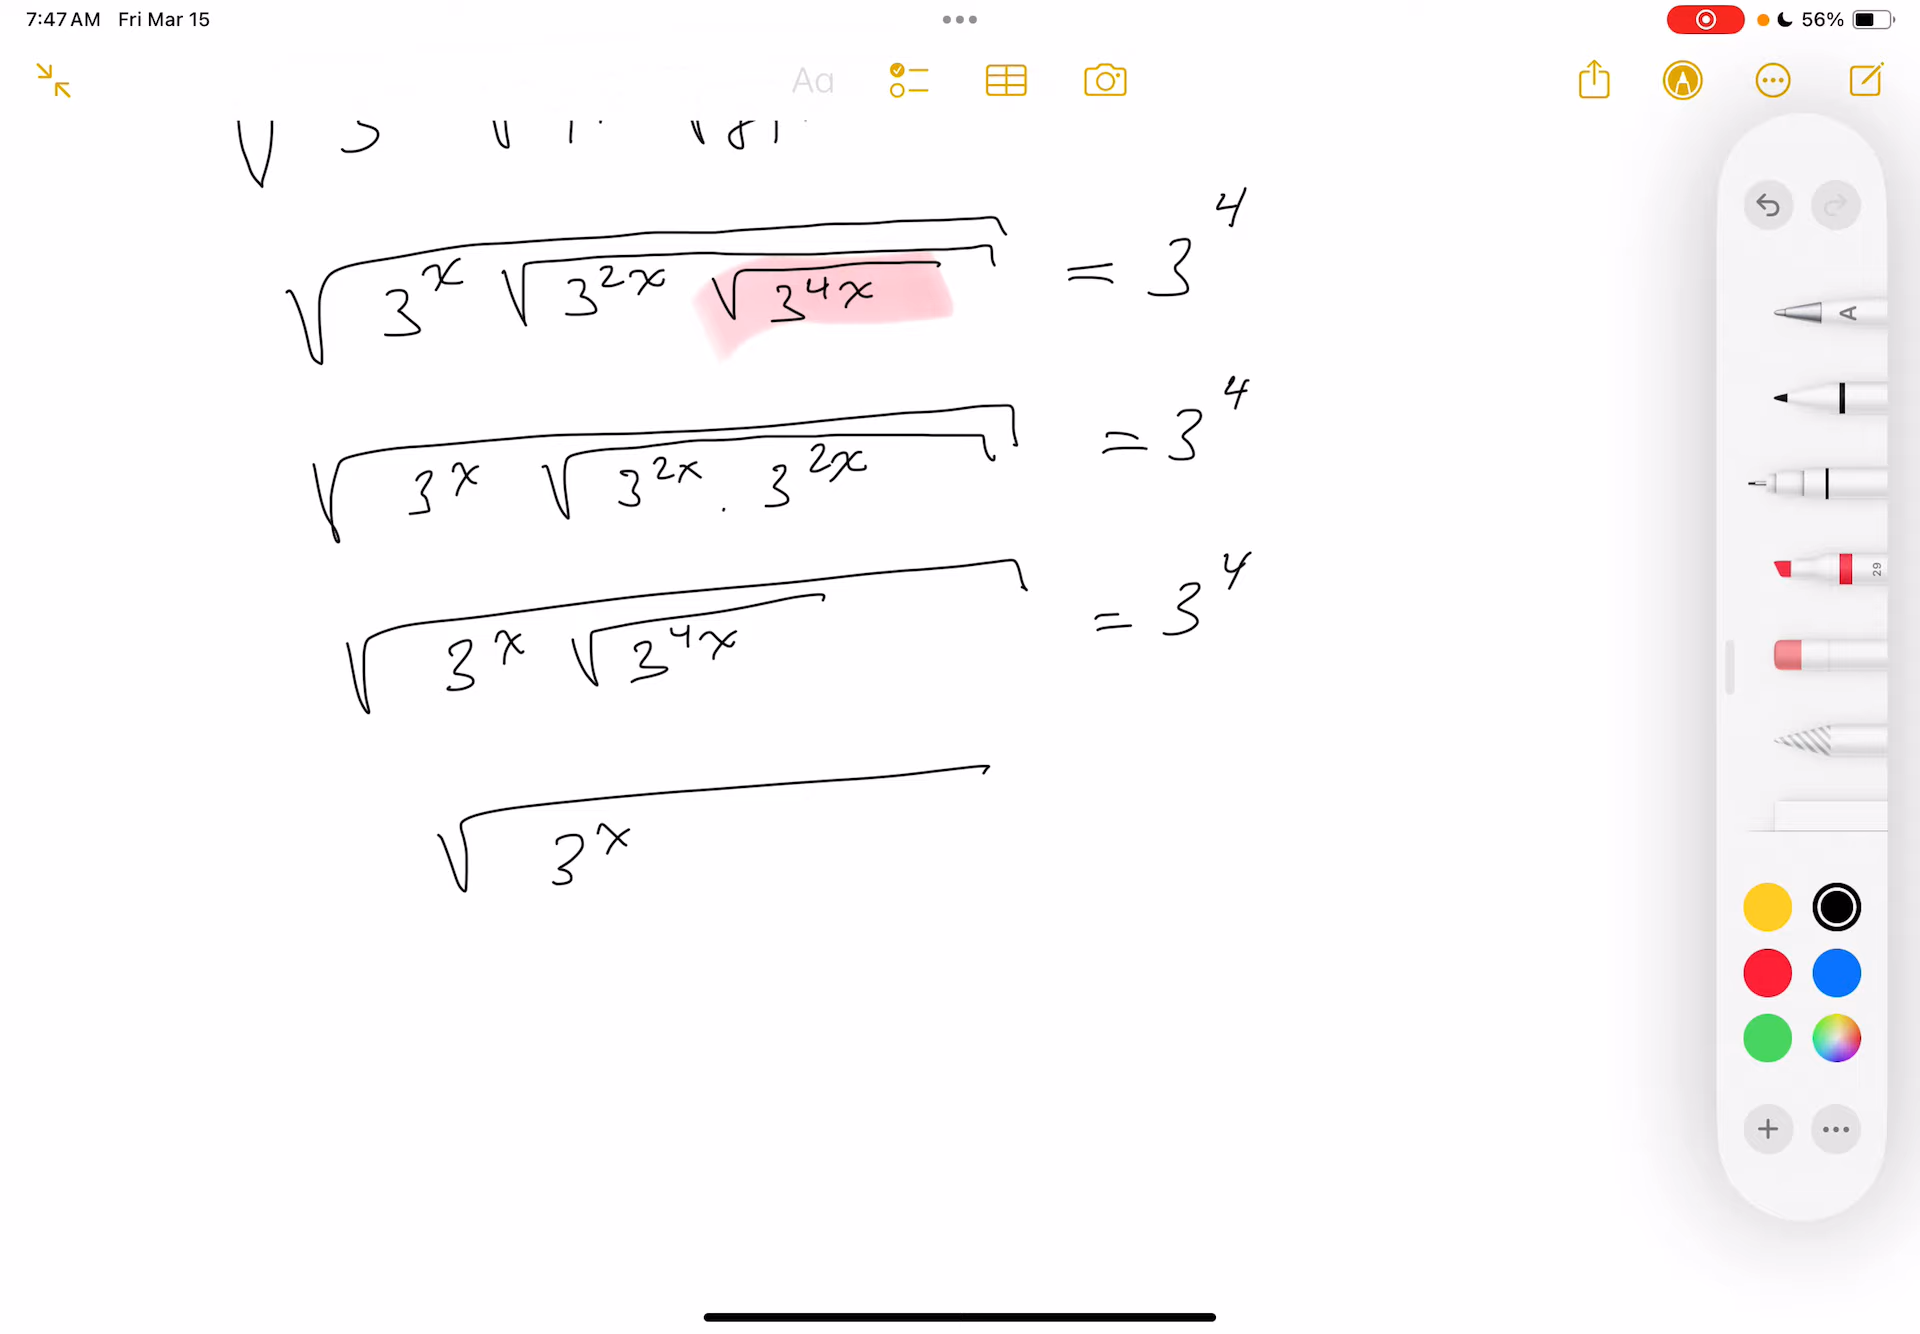 7:47 AM Fri Mar 15
56%
Aa
√(3^x √(3^2x √(3^4x))) = 3^4
√(3^x √(3^2x . 3^2x)) = 3^4
√(3^x √(3^4x)) = 3^4
√(3^x)
A
29